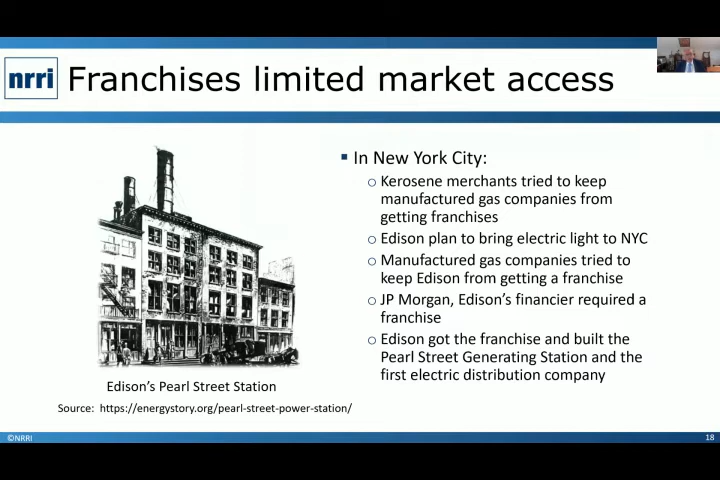 nrri Franchises limited market access
▪ In New York City:
o Kerosene merchants tried to keep
manufactured gas companies from
getting franchises
o Edison plan to bring electric light to NYC
o Manufactured gas companies tried to
keep Edison from getting a franchise
o JP Morgan, Edison's financier required a
franchise
o Edison got the franchise and built the
Pearl Street Generating Station and the
first electric distribution company
Edison's Pearl Street Station
Source: https://energystory.org/pearl-street-power-station/
©NRRI
18